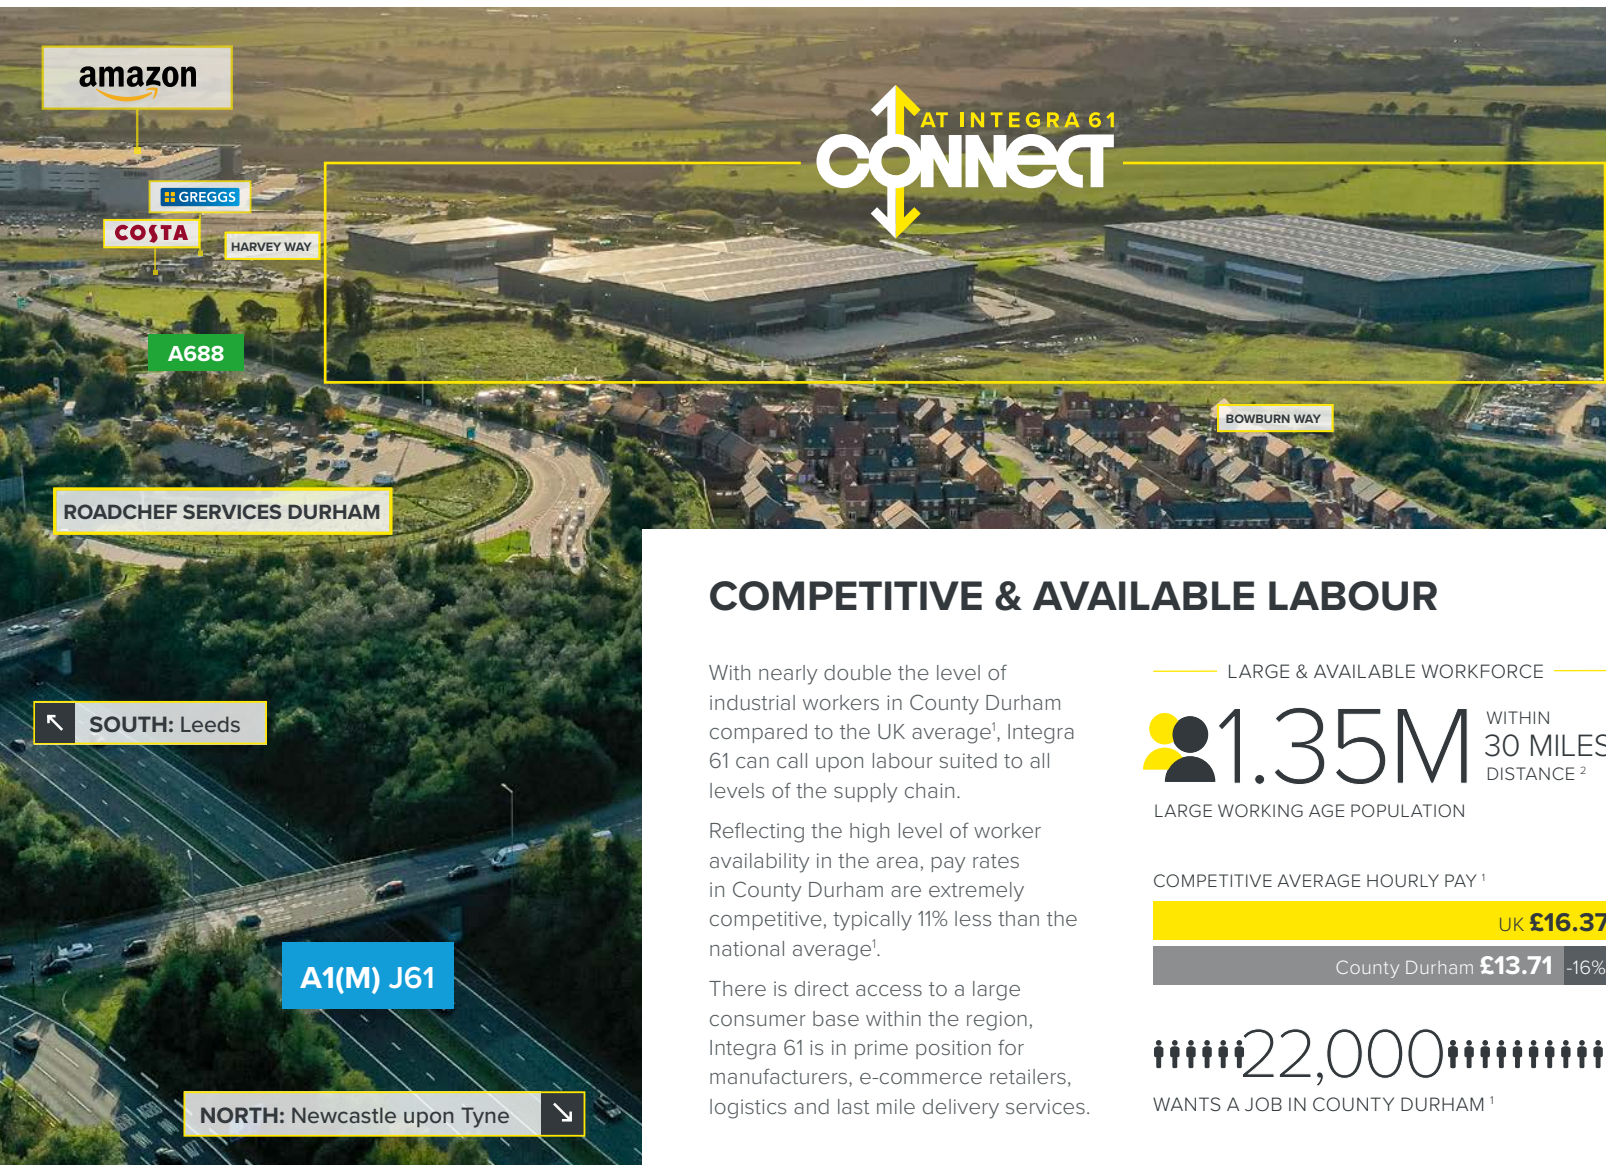 amazon
AT INTEGRA 61
CONNECT
GREGGS
COSTA
HARVEY WAY
A688
BOWBURN WAY
ROADCHEF SERVICES DURHAM
SOUTH: Leeds
A1(M) J61
NORTH: Newcastle upon Tyne
COMPETITIVE & AVAILABLE LABOUR
With nearly double the level of
industrial workers in County Durham
compared to the UK average¹, Integra
61 can call upon labour suited to all
levels of the supply chain.
Reflecting the high level of worker
availability in the area, pay rates
in County Durham are extremely
competitive, typically 11% less than the
national average¹.
There is direct access to a large
consumer base within the region,
Integra 61 is in prime position for
manufacturers, e-commerce retailers,
logistics and last mile delivery services.
LARGE & AVAILABLE WORKFORCE
1.35M
WITHIN
30 MILES
DISTANCE ²
LARGE WORKING AGE POPULATION
COMPETITIVE AVERAGE HOURLY PAY ¹
UK £16.37
County Durham £13.71 -16%
22,000
WANTS A JOB IN COUNTY DURHAM ¹